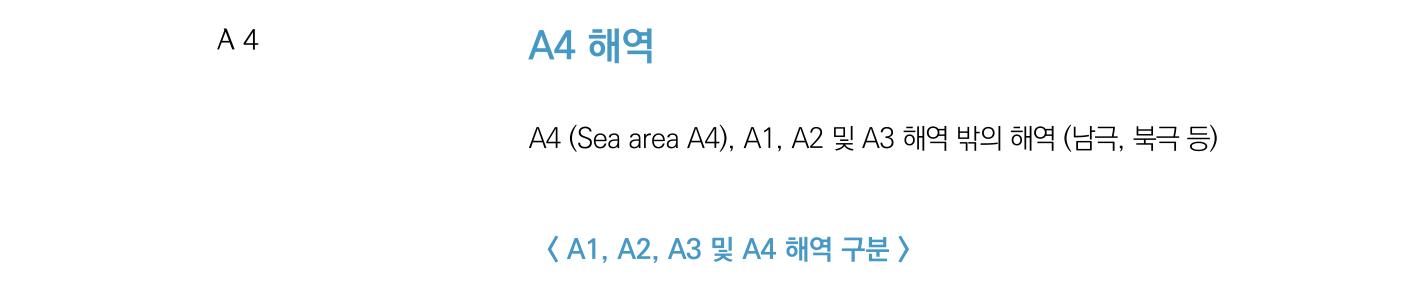 A 4
A4 해역
A4 (Sea area A4), A1, A2 및 A3 해역 밖의 해역 (남극, 북극 등)
〈 A1, A2, A3 및 A4 해역 구분 〉